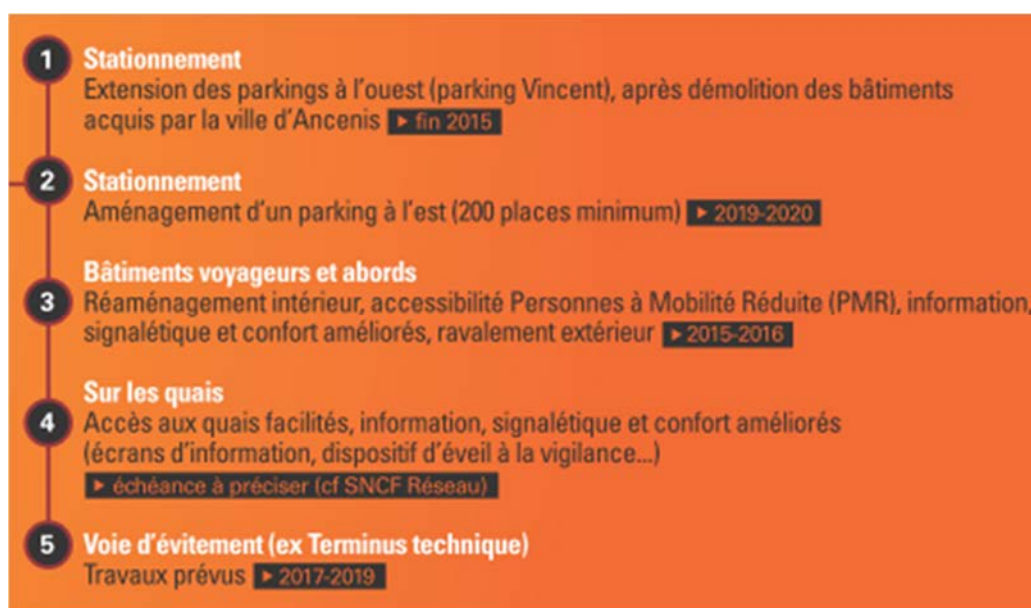 1 Stationnement
Extension des parkings à l'ouest (parking Vincent), après démolition des bâtiments
acquis par la ville d'Ancenis ► fin 2015
2 Stationnement
Aménagement d'un parking à l'est (200 places minimum) ► 2019-2020
Bâtiments voyageurs et abords
3 Réaménagement intérieur, accessibilité Personnes à Mobilité Réduite (PMR), information,
signalétique et confort améliorés, ravalement extérieur ► 2015-2016
Sur les quais
4 Accès aux quais facilités, information, signalétique et confort améliorés
(écrans d'information, dispositif d'éveil à la vigilance...)
► échéance à préciser (cf SNCF Réseau)
5 Voie d'évitement (ex Terminus technique)
Travaux prévus ► 2017-2019